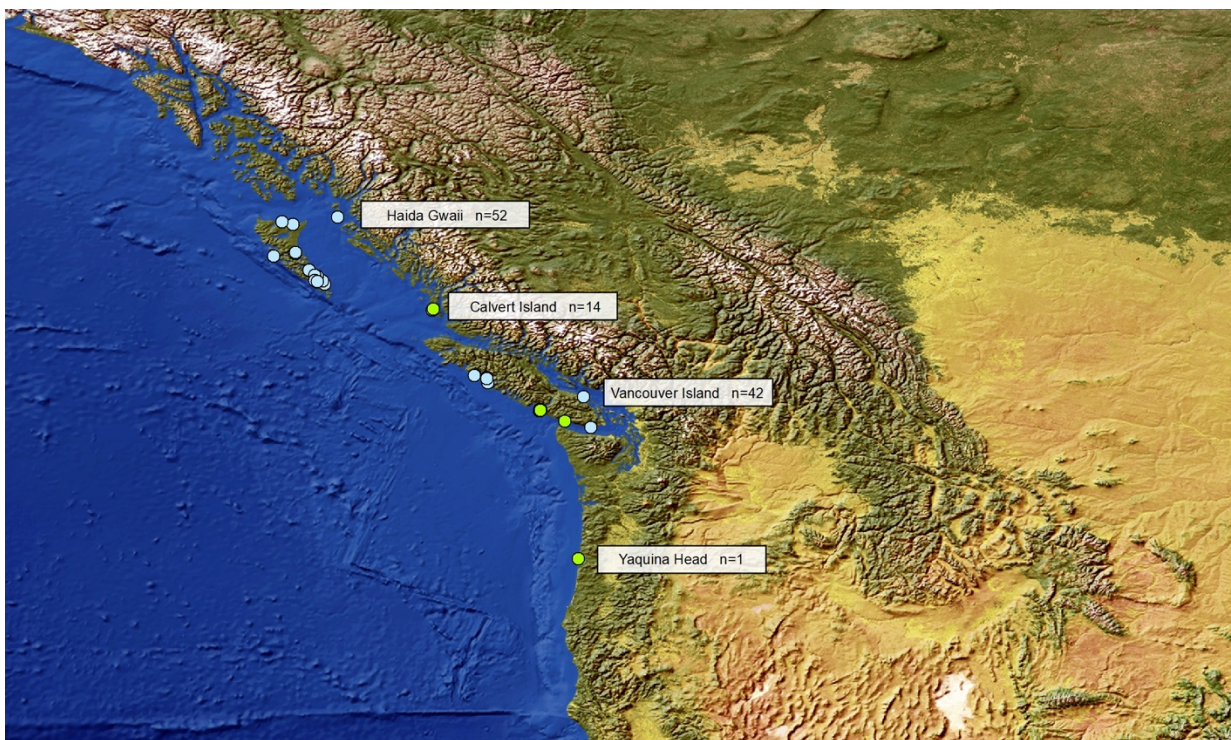 Haida Gwaii n=52
Calvert Island n=14
Vancouver Island n=42
Yaquina Head n=1